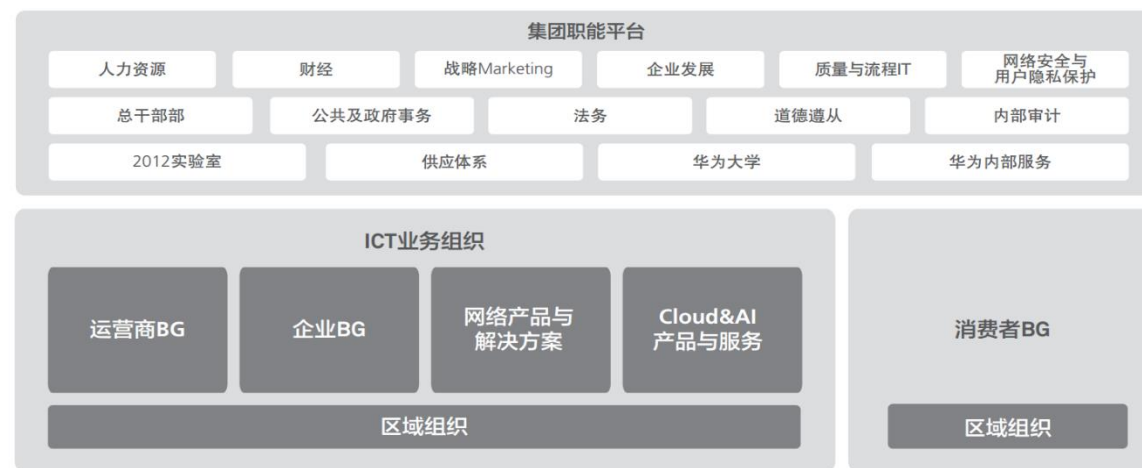 集团职能平台
人力资源
财经
战略Marketing
企业发展
质量与流程IT
网络安全与
用户隐私保护
总干部部
公共及政府事务
法务
道德遵从
内部审计
2012实验室
供应体系
华为大学
华为内部服务
ICT业务组织
运营商BG
企业BG
网络产品与
解决方案
Cloud&AI
产品与服务
区域组织
消费者BG
区域组织